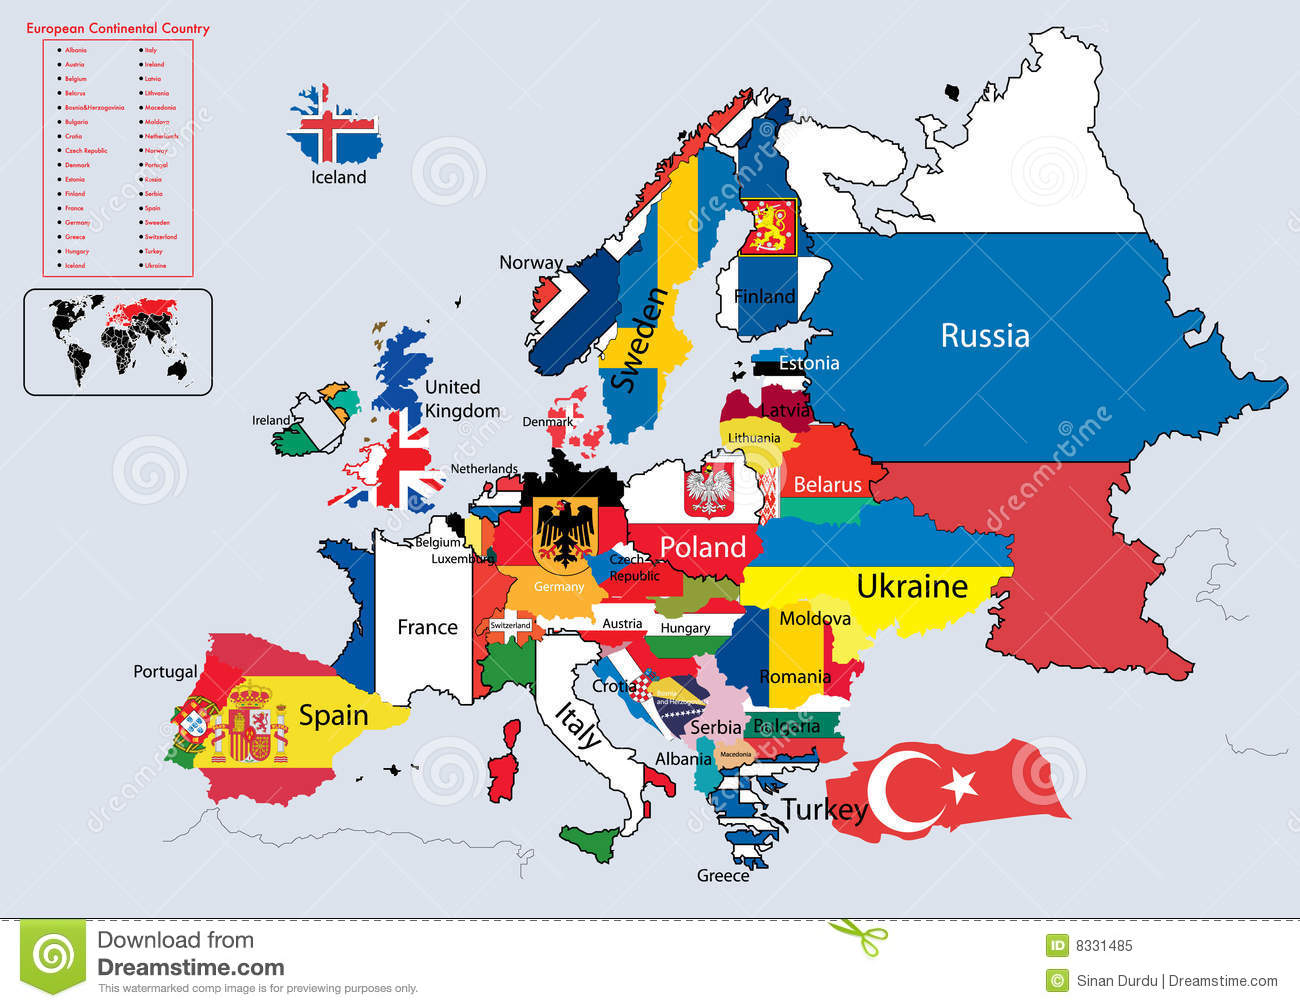 European Continental Country
Albania
Austria
Belgium
Belarus
Bosnia&Herzogovinia
Bulgaria
Croatia
Czech Republic
Denmark
Estonia
Finland
France
Germany
Greece
Hungary
Iceland
Italy
Ireland
Latvia
Lithuania
Macedonia
Moldova
Netherlands
Norway
Portugal
Russia
Serbia
Spain
Sweeden
Switzerland
Turkey
Ukraine
Iceland
Norway
Sweden
Finland
Russia
Estonia
Latvia
Lithuania
Belarus
United
Kingdom
Ireland
Denmark
Netherlands
Belgium
Luxemburg
Germany
Poland
Czech
Republic
Ukraine
Moldova
France
Switzerland
Austria
Hungary
Romania
Portugal
Spain
Italy
Crotia
Bosna
and Herzog
Serbia
Bulgaria
Albania
Macedonia
Turkey
Greece
dreamstime
Download from
Dreamstime.com
This watermarked comp image is for previewing purposes only.
ID 8331485
© Sinan Durdu | Dreamstime.com